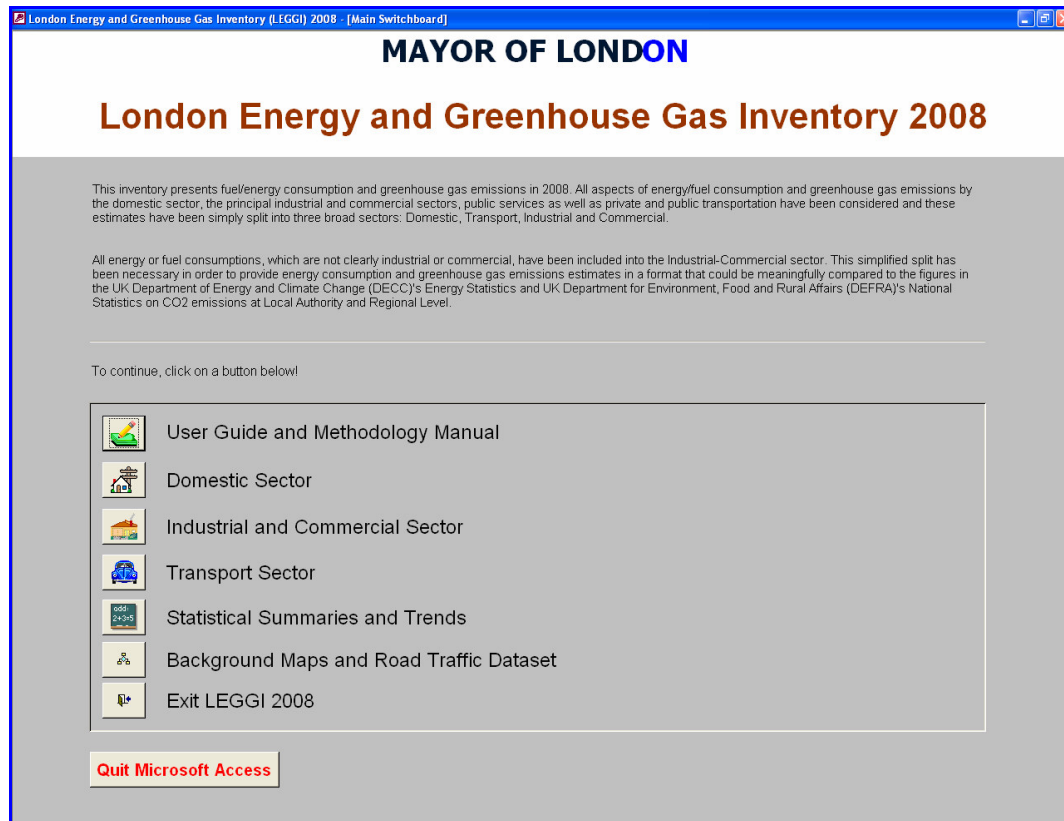 London Energy and Greenhouse Gas Inventory (LEGGI) 2008 - [Main Switchboard]
MAYOR OF LONDON
London Energy and Greenhouse Gas Inventory 2008
This inventory presents fuel/energy consumption and greenhouse gas emissions in 2008. All aspects of energy/fuel consumption and greenhouse gas emissions by
the domestic sector, the principal industrial and commercial sectors, public services as well as private and public transportation have been considered and these
estimates have been simply split into three broad sectors: Domestic, Transport, Industrial and Commercial.
All energy or fuel consumptions, which are not clearly industrial or commercial, have been included into the Industrial-Commercial sector. This simplified split has
been necessary in order to provide energy consumption and greenhouse gas emissions estimates in a format that could be meaningfully compared to the figures in
the UK Department of Energy and Climate Change (DECC)'s Energy Statistics and UK Department for Environment, Food and Rural Affairs (DEFRA)'s National
Statistics on CO2 emissions at Local Authority and Regional Level.
To continue, click on a button below!
User Guide and Methodology Manual
Domestic Sector
Industrial and Commercial Sector
Transport Sector
add:
2+3=5
Statistical Summaries and Trends
Background Maps and Road Traffic Dataset
Exit LEGGI 2008
Quit Microsoft Access